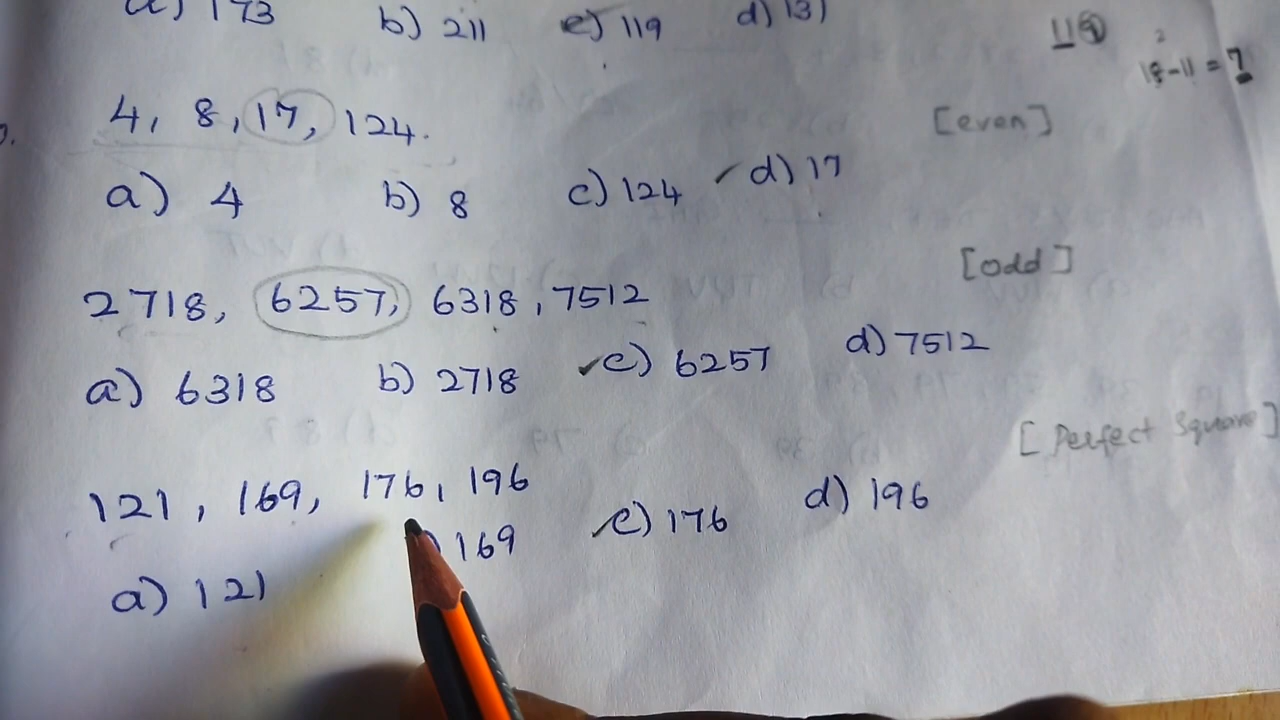 a) 173 b) 211 c) 119 d) 131
119
18-11 = 7
4, 8, 17, 124.
[even]
a) 4 b) 8 c) 124 d) 17
[odd]
2718, 6257, 6318, 7512
a) 6318 b) 2718 c) 6257 d) 7512
[Perfect Square]
121, 169, 176, 196
a) 121 ) 169 c) 176 d) 196